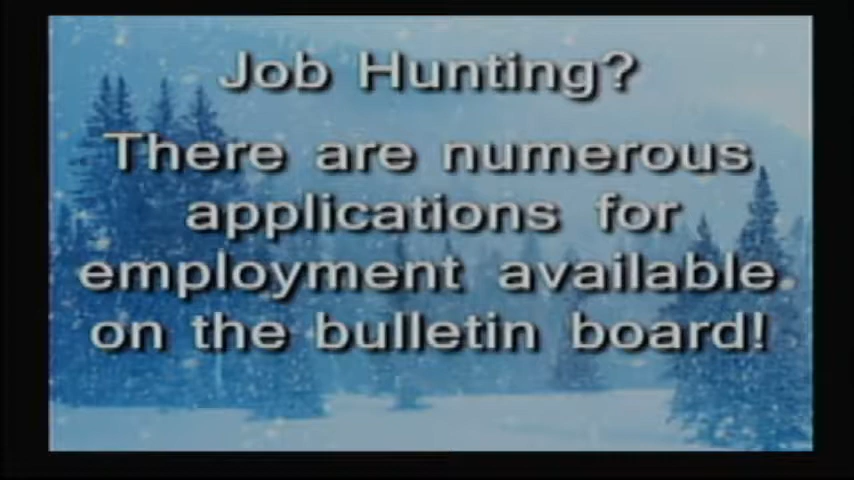 Job Hunting?
There are numerous
applications for
employment available
on the bulletin board!